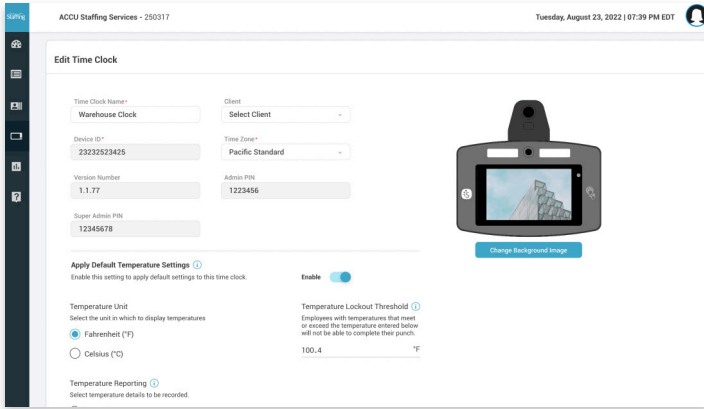 Staffing
ACCU Staffing Services - 250317
Tuesday, August 23, 2022 | 07:39 PM EDT
Edit Time Clock
Time Clock Name*
Client
Warehouse Clock
Select Client
Device ID*
Time Zone*
23232523425
Pacific Standard
Version Number
Admin PIN
1.1.77
1223456
Super Admin PIN
12345678
Change Background Image
Apply Default Temperature Settings
Enable this setting to apply default settings to this time clock.
Enable
Temperature Unit
Select the unit in which to display temperatures
Fahrenheit (°F)
Celsius (°C)
Temperature Lockout Threshold
Employees with temperatures that meet
or exceed the temperature entered below
will not be able to complete their punch.
100.4 °F
Temperature Reporting
Select temperature details to be recorded.